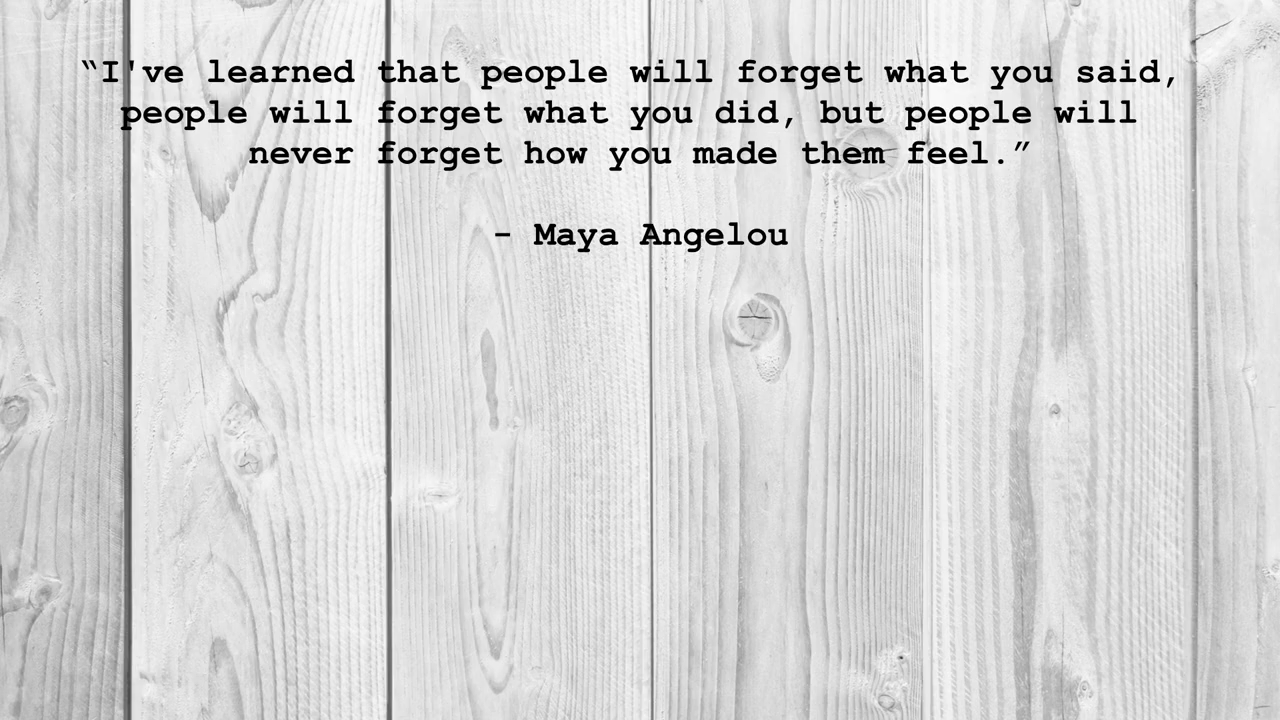 “I've learned that people will forget what you said,
people will forget what you did, but people will
never forget how you made them feel.”
- Maya Angelou